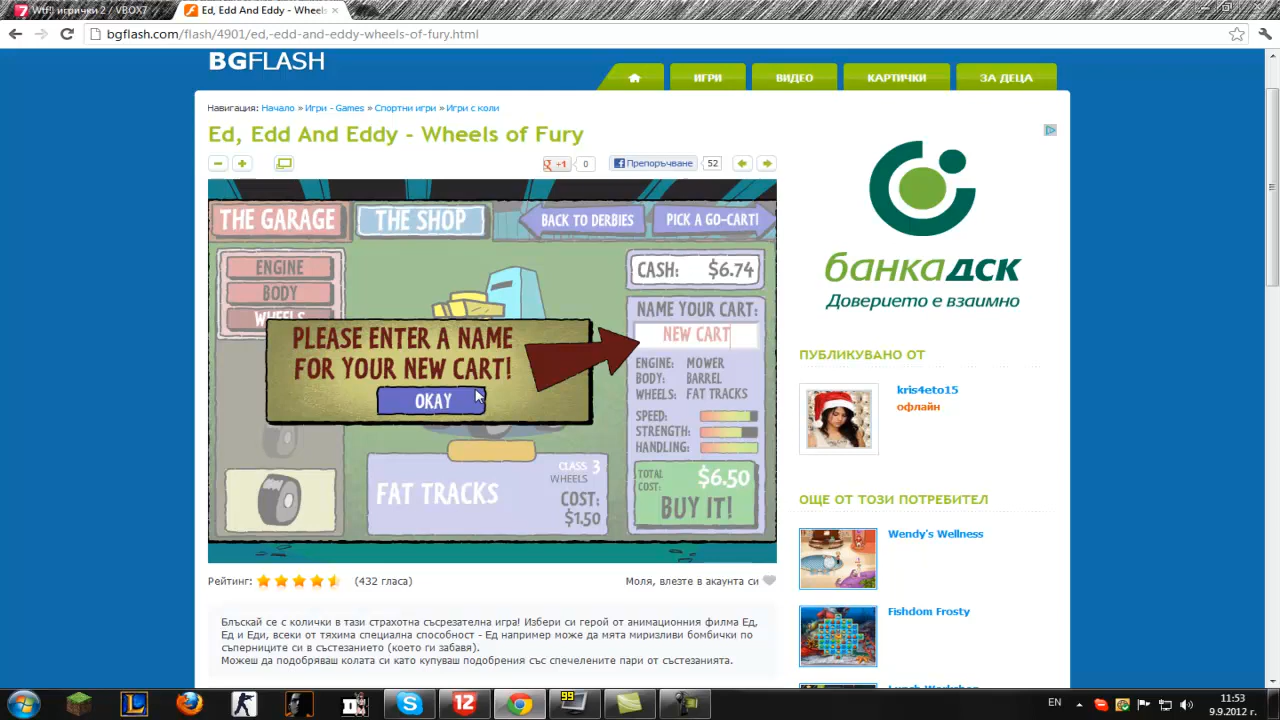 Wtf! игрички 2 / VBOX7
Ed, Edd And Eddy - Wheels
bgflash.com/flash/4901/ed,-edd-and-eddy-wheels-of-fury.html
BGFLASH
ИГРИ
ВИДЕО
КАРТИЧКИ
ЗА ДЕЦА
Навигация: Начало » Игри - Games » Спортни игри » Игри с коли
Ed, Edd And Eddy - Wheels of Fury
+1
0
Препоръчване
52
THE GARAGE
THE SHOP
BACK TO DERBIES
PICK A GO-CART!
ENGINE
BODY
WHEELS
CASH: $6.74
NAME YOUR CART:
NEW CART
PLEASE ENTER A NAME
FOR YOUR NEW CART!
OKAY
ENGINE: MOWER
BODY: BARREL
WHEELS: FAT TRACKS
SPEED:
STRENGTH:
HANDLING:
FAT TRACKS
CLASS 3
WHEELS
COST:
$1.50
TOTAL
COST:
$6.50
BUY IT!
Рейтинг:
(432 гласа)
Моля, влезте в акаунта си
Блъскай се с колички в тази страхотна състезателна игра! Избери си герой от анимационния филма Ед,
Ед и Еди, всеки от тяхима специална способност - Ед например може да мята миризливи бомбички по
съперниците си в състезанието (което ги забавя).
Можеш да подобряваш колата си като купуваш подобрения със спечелените пари от състезанията.
банкаДСК
Доверието е взаимно
ПУБЛИКУВАНО ОТ
kris4eto15
офлайн
ОЩЕ ОТ ТОЗИ ПОТРЕБИТЕЛ
Wendy's Wellness
Fishdom Frosty
Lunch Workshop
12
99
EN
11:53
9.9.2012 г.